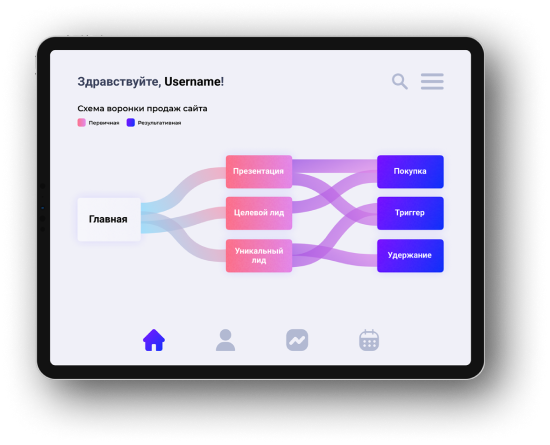 Здравствуйте, Username!
Схема воронки продаж сайта
Первичная Результативная
Презентация Покупка
Главная Целевой лид Триггер
Уникальный
лид
Удержание